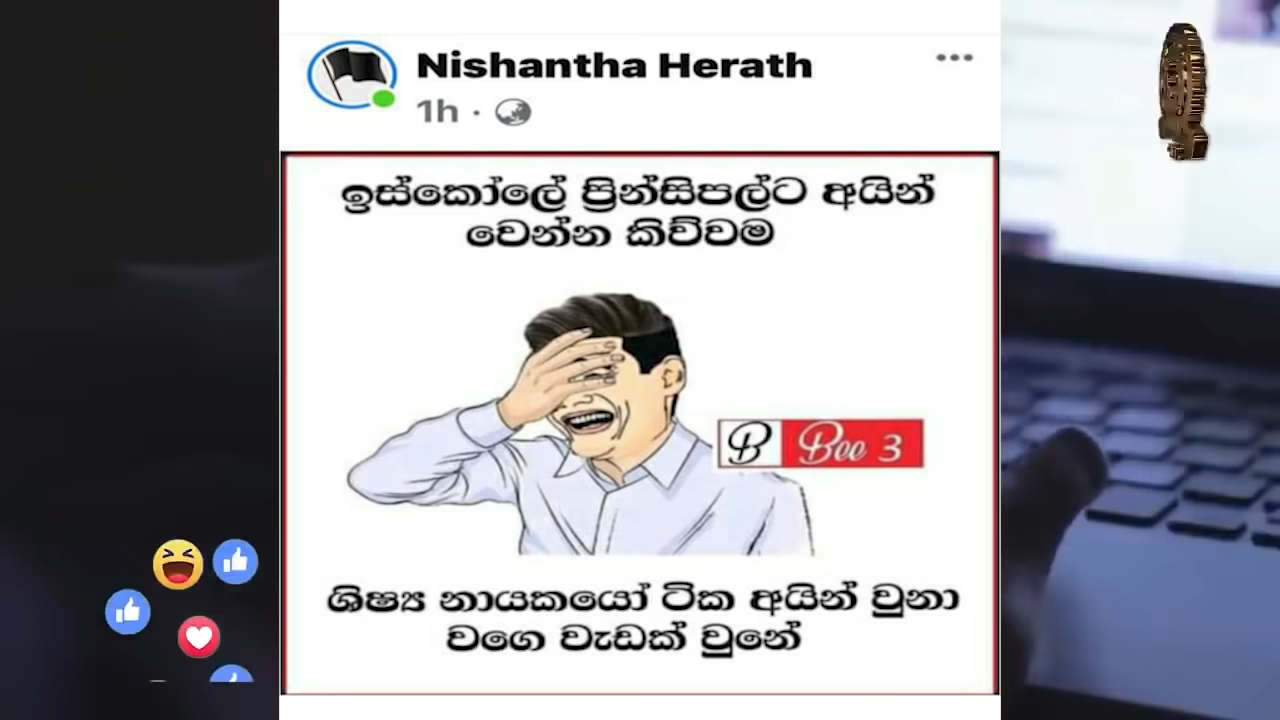 Nishantha Herath
1h ·
ඉස්කෝලේ ප්‍රින්සිපල්ට අයින්
වෙන්න කිව්වම
B Bee 3
ශිෂ්‍ය නායකයෝ ටික අයින් වුනා
වගෙ වැඩක් වුනේ